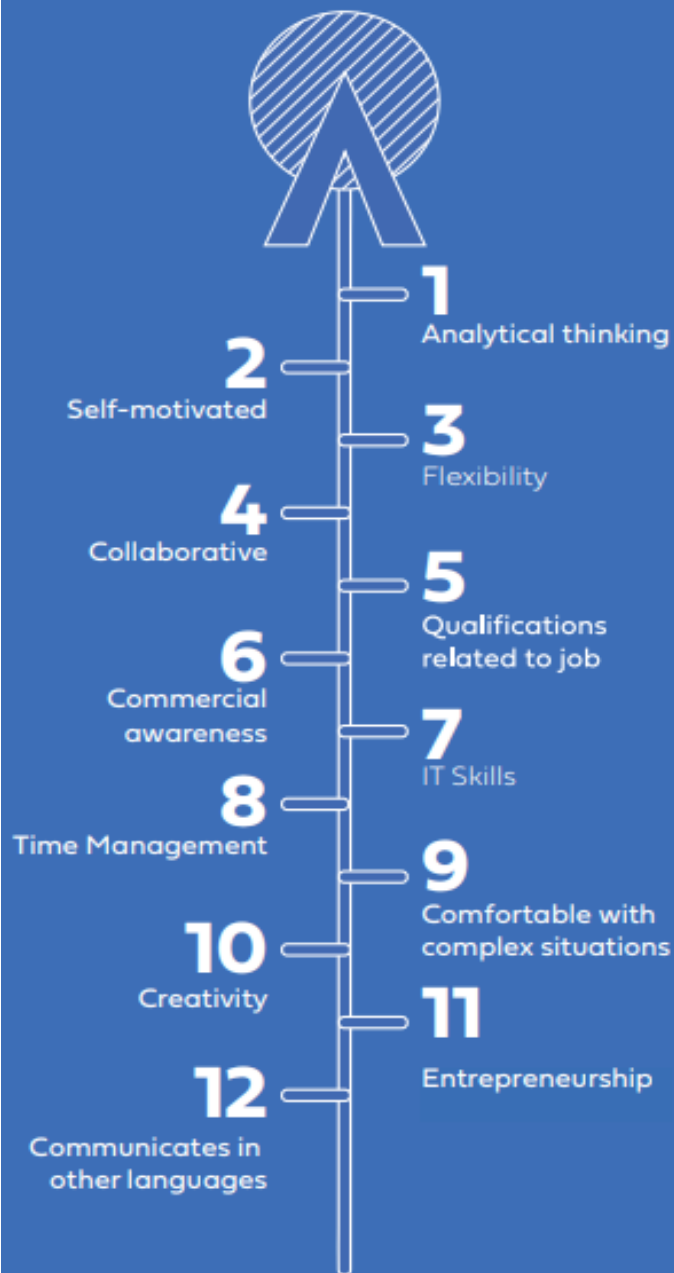 1
Analytical thinking
2
Self-motivated
3
Flexibility
4
Collaborative
5
Qualifications
related to job
6
Commercial
awareness
7
IT Skills
8
Time Management
9
Comfortable with
complex situations
10
Creativity
11
Entrepreneurship
12
Communicates in
other languages